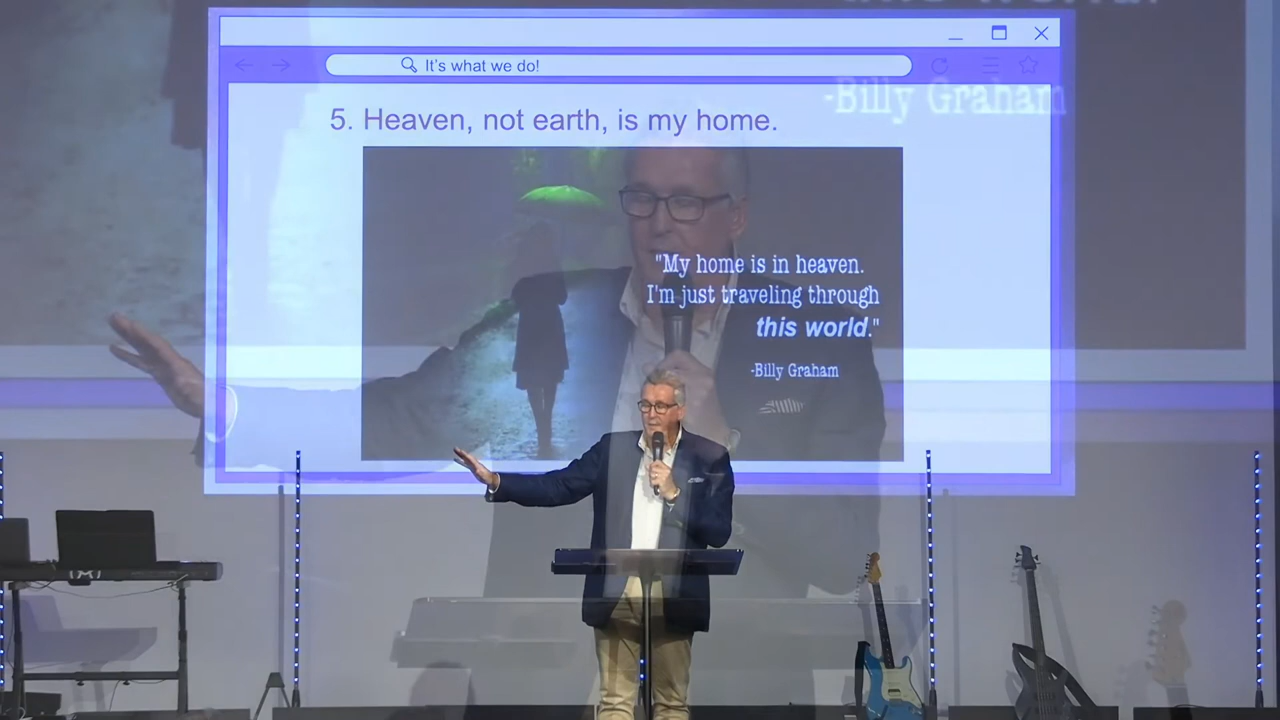 It's what we do!
-Billy Graham
5. Heaven, not earth, is my home.
"My home is in heaven.
I'm just traveling through
this world."
-Billy Graham